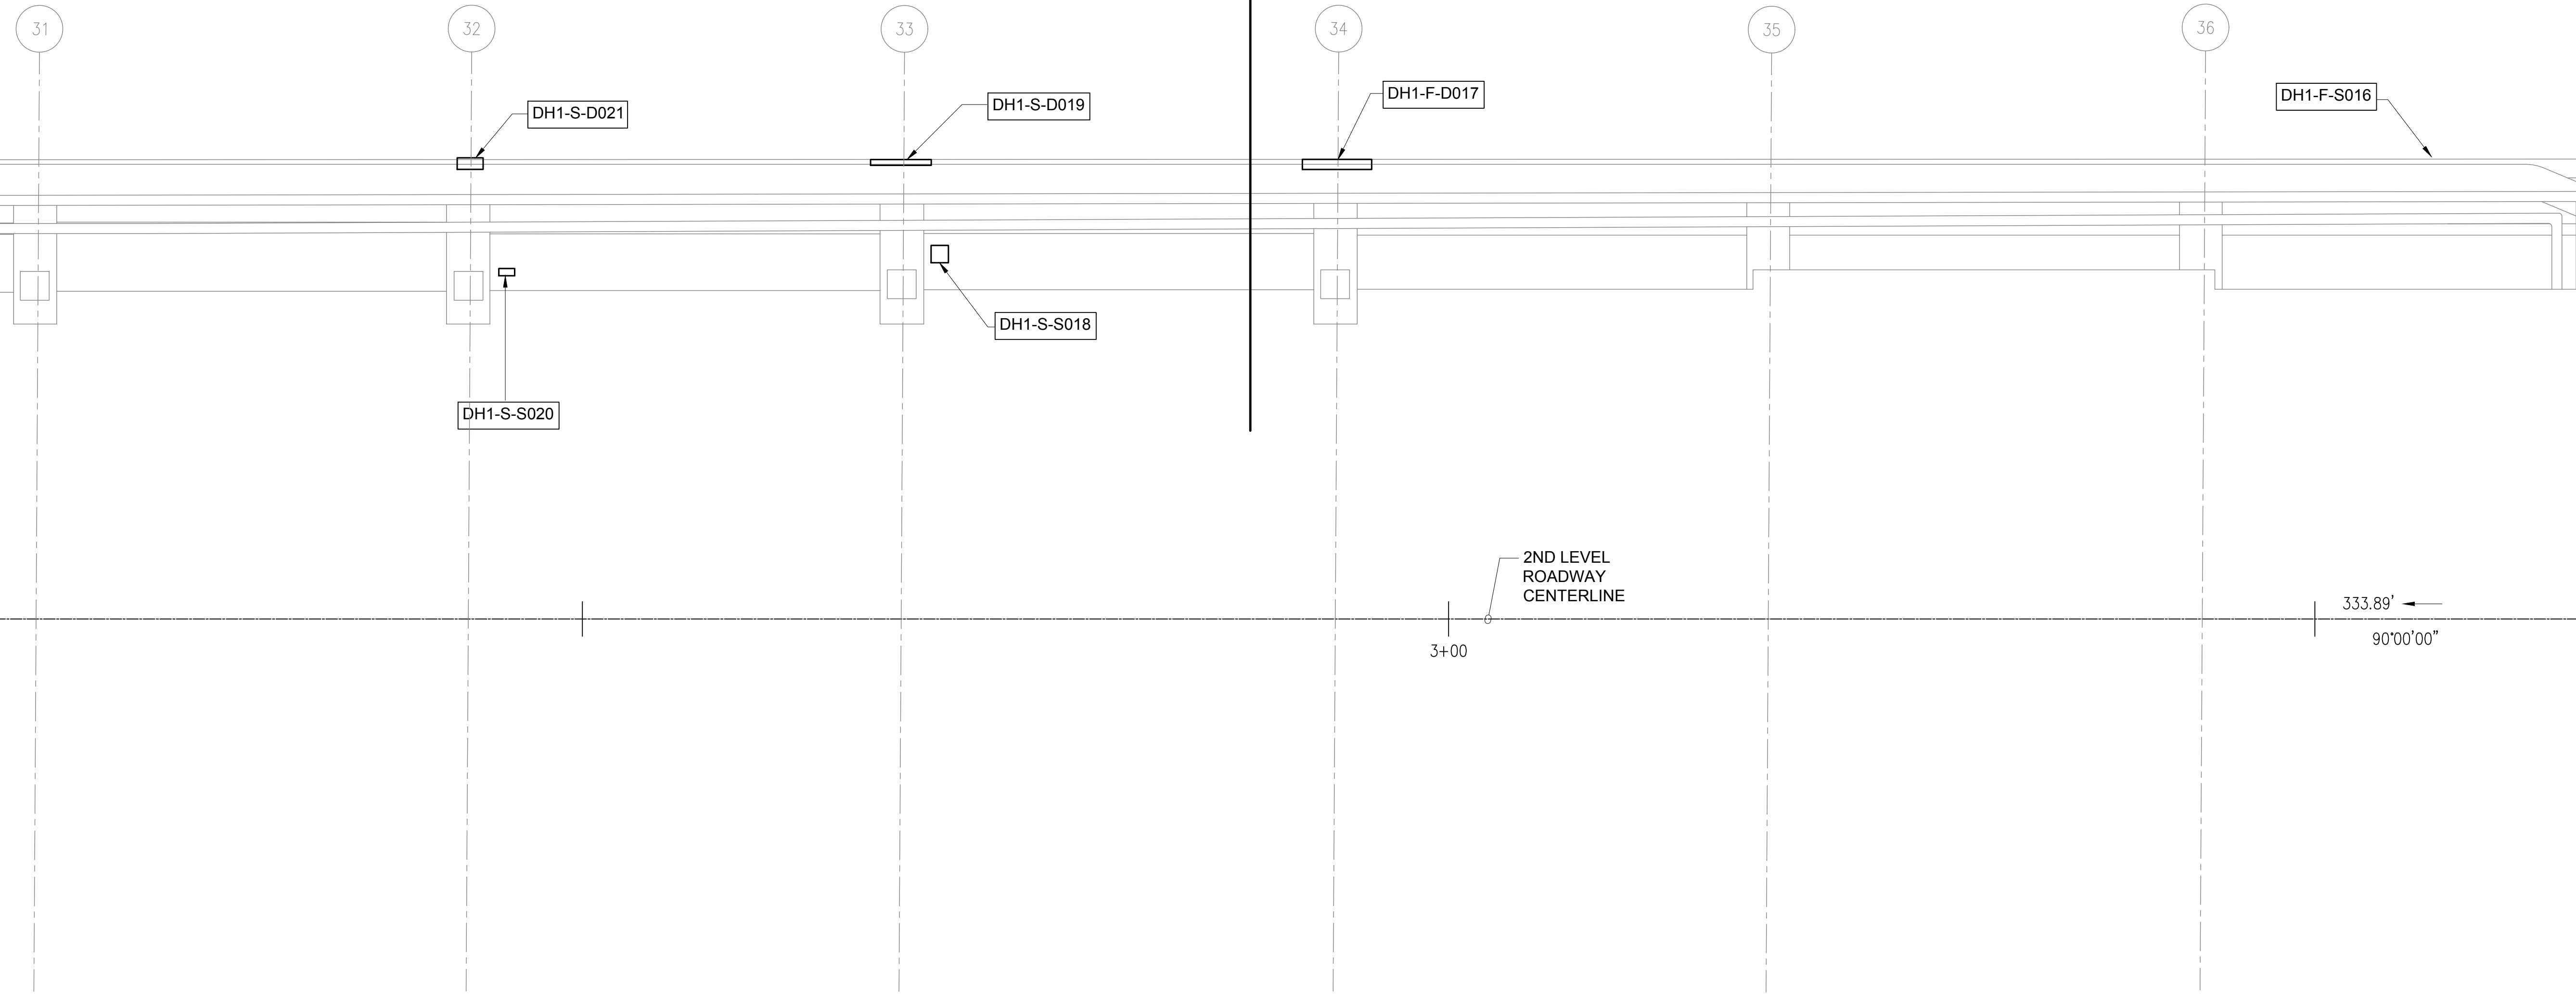 31
32
33
34
35
36
DH1-S-D021
DH1-S-D019
DH1-F-D017
DH1-F-S016
DH1-S-S018
DH1-S-S020
2ND LEVEL
ROADWAY
CENTERLINE
333.89'
3+00
90°00'00"